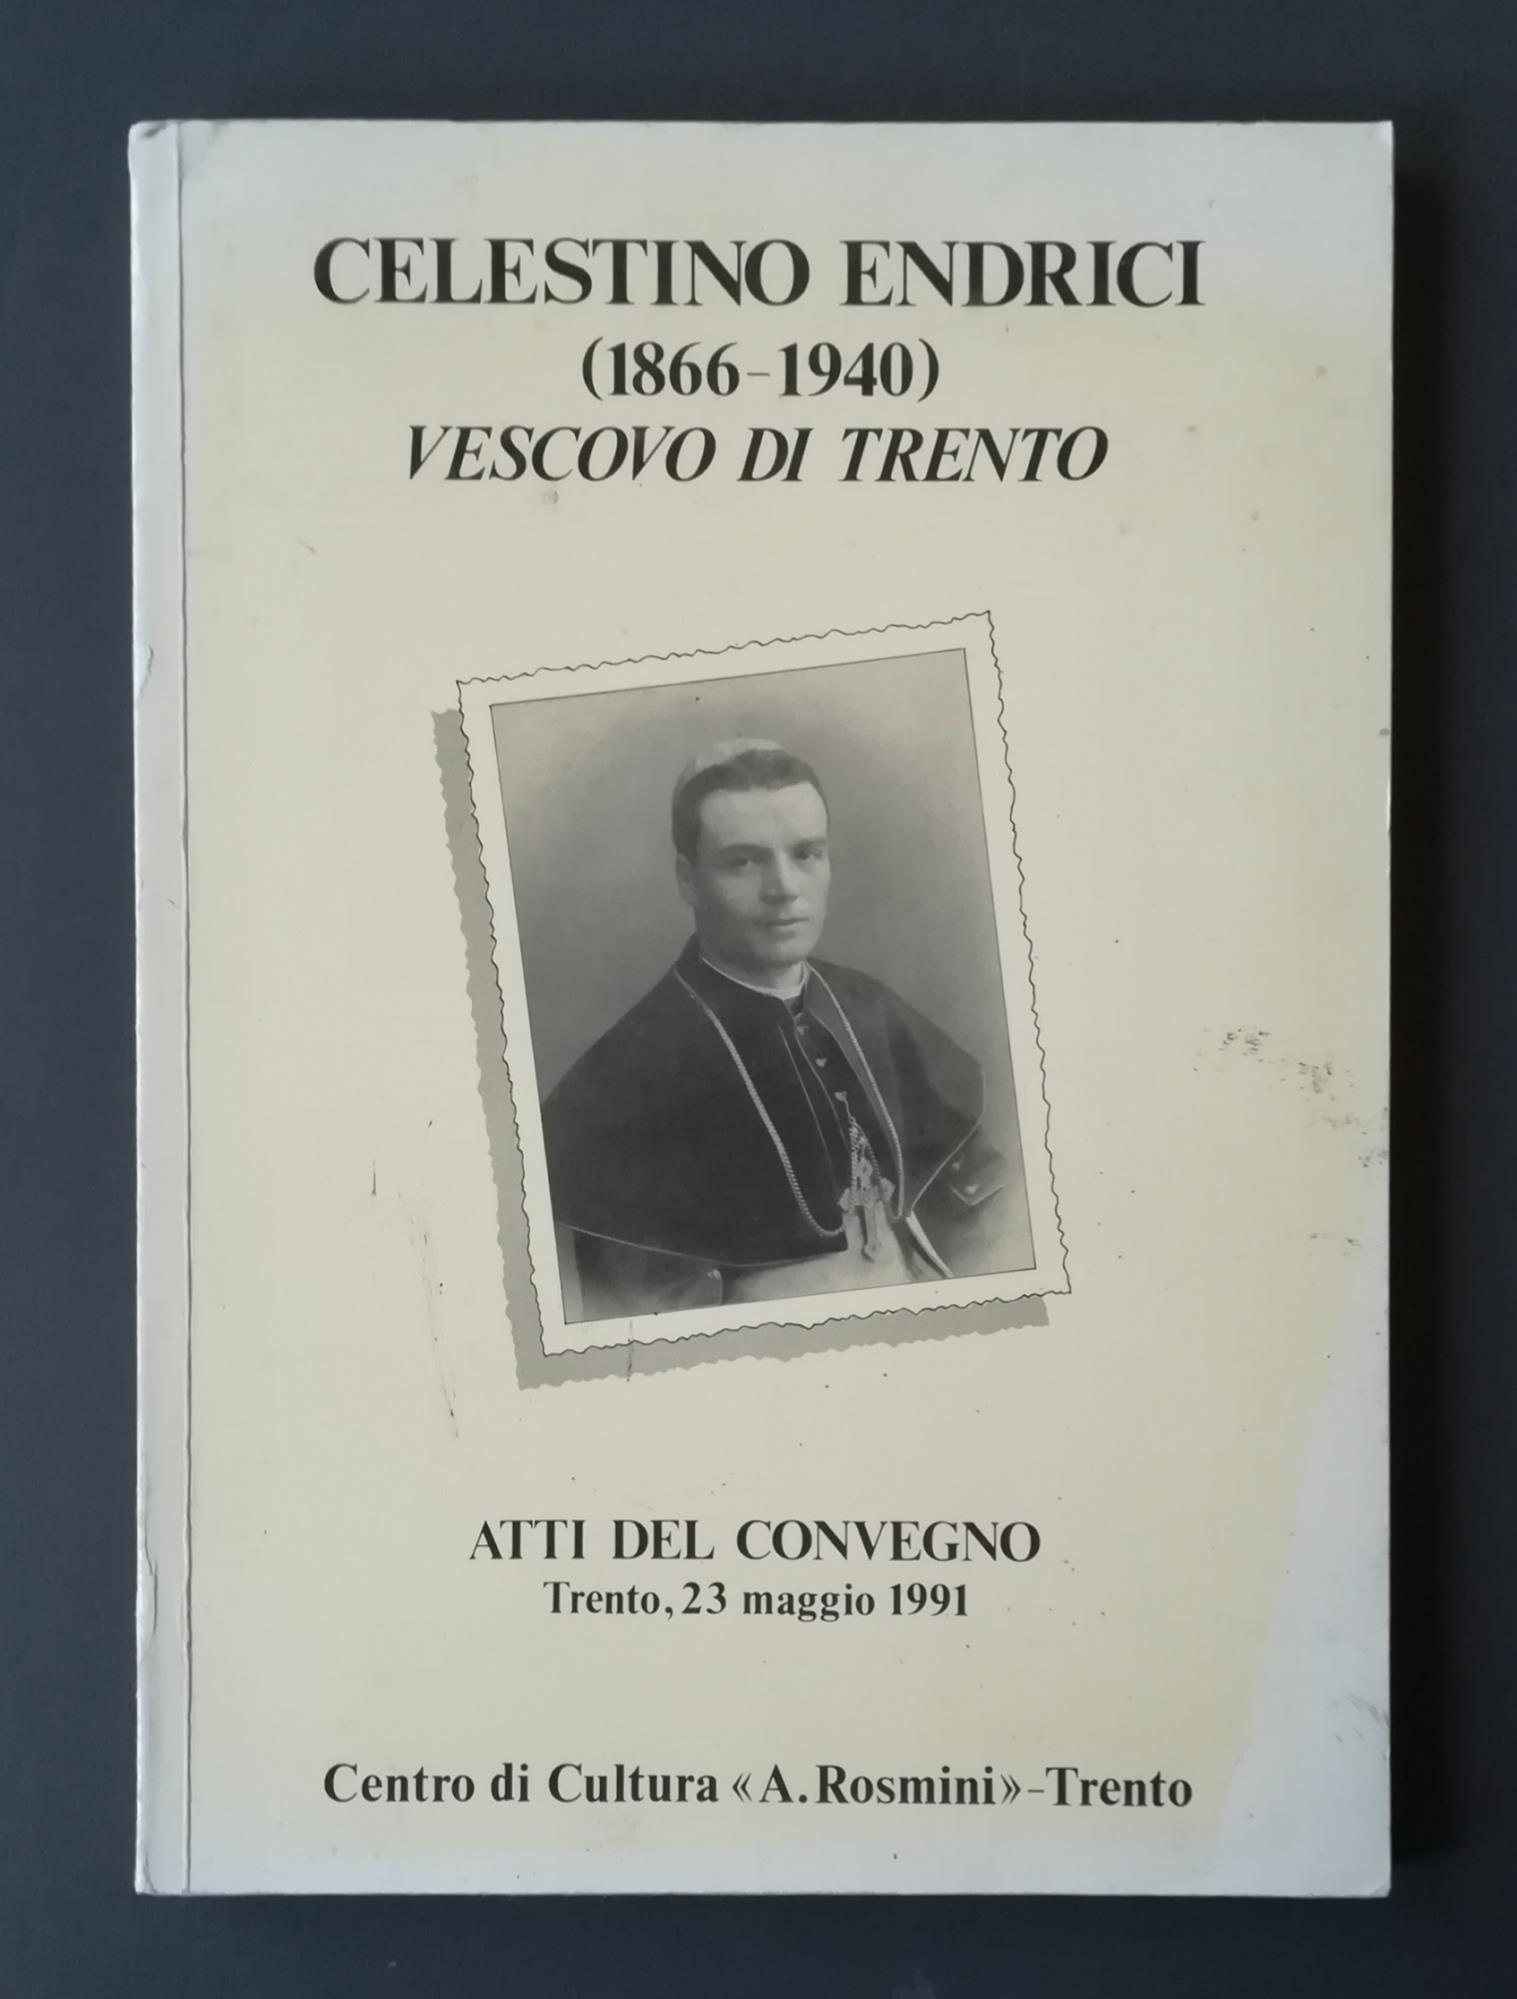 CELESTINO ENDRICI
(1866-1940)
VESCOVO DI TRENTO
ATTI DEL CONVEGNO
Trento, 23 maggio 1991
Centro di Cultura «A. Rosmini»-Trento